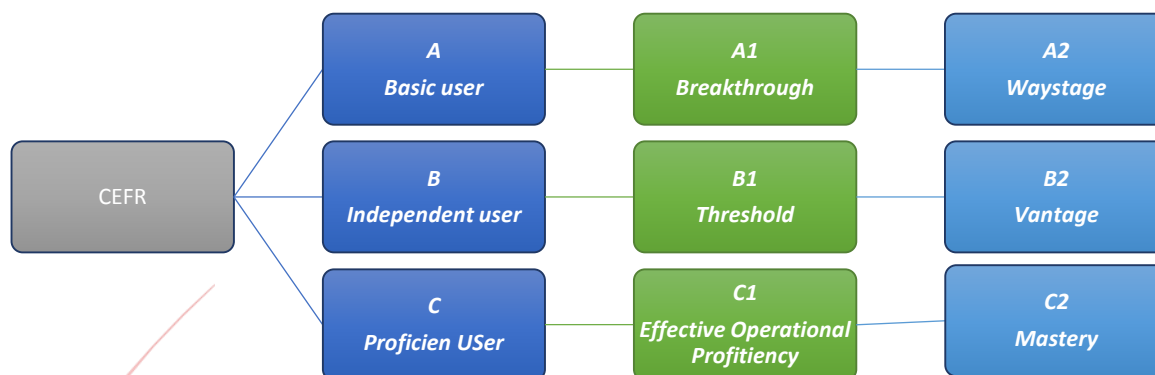 A
Basic user
A1
Breakthrough
A2
Waystage
CEFR
B
Independent user
B1
Threshold
B2
Vantage
C
Proficien USer
C1
Effective Operational
Profitiency
C2
Mastery